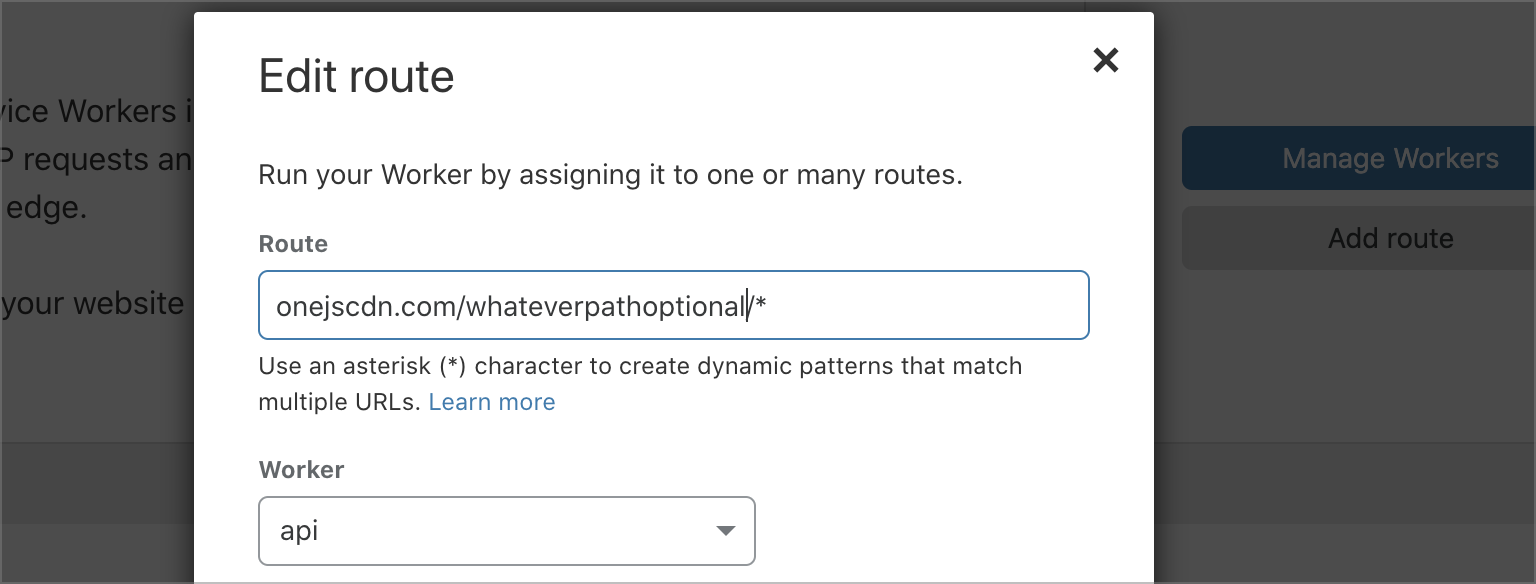 Edit route
Run your Worker by assigning it to one or many routes.
Route
onejscdn.com/whateverpathoptional/*
Use an asterisk (*) character to create dynamic patterns that match
multiple URLs. Learn more
Worker
api
vice Workers i
P requests an
edge.
your website
Manage Workers
Add route